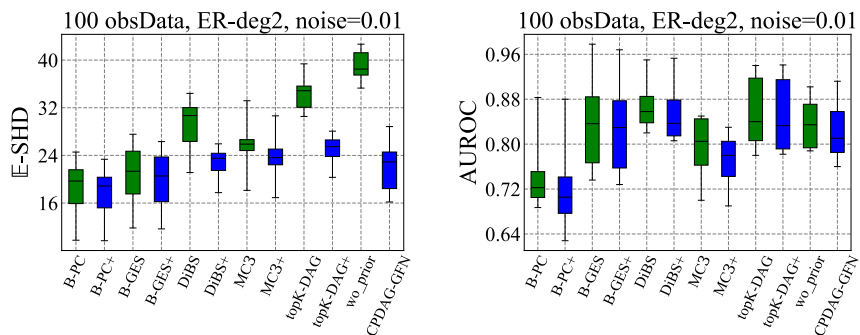 100 obsData, ER-deg2, noise=0.01
𝔼-SHD
40
32
24
16
B-PC
B-PC+
B-GES
B-GES+
DiBS
DiBS+
MC3
MC3+
topK-DAG
topK-DAG+
wo_prior
CPDAG-GFN
100 obsData, ER-deg2, noise=0.01
AUROC
0.96
0.88
0.80
0.72
0.64
B-PC
B-PC+
B-GES
B-GES+
DiBS
DiBS+
MC3
MC3+
topK-DAG
topK-DAG+
wo_prior
CPDAG-GFN